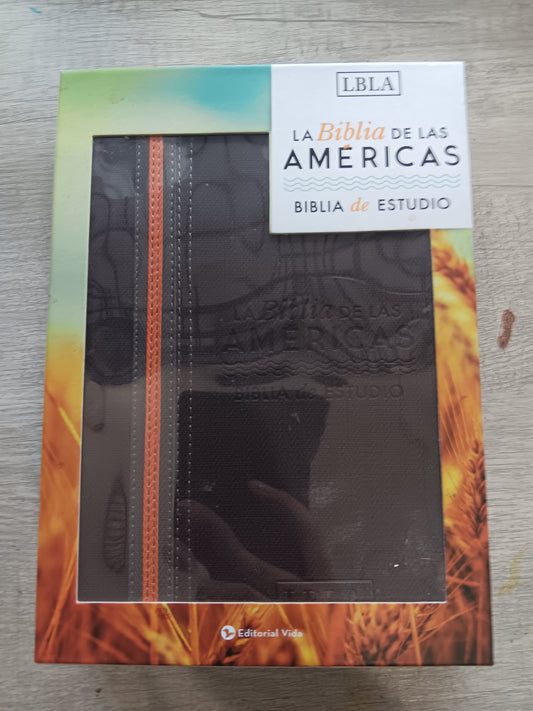 LBLA
LA Biblia DE LAS
AMÉRICAS
BIBLIA de ESTUDIO
LA Biblia DE LAS
AMÉRICAS
BIBLIA de ESTUDIO
LBLA
Editorial Vida